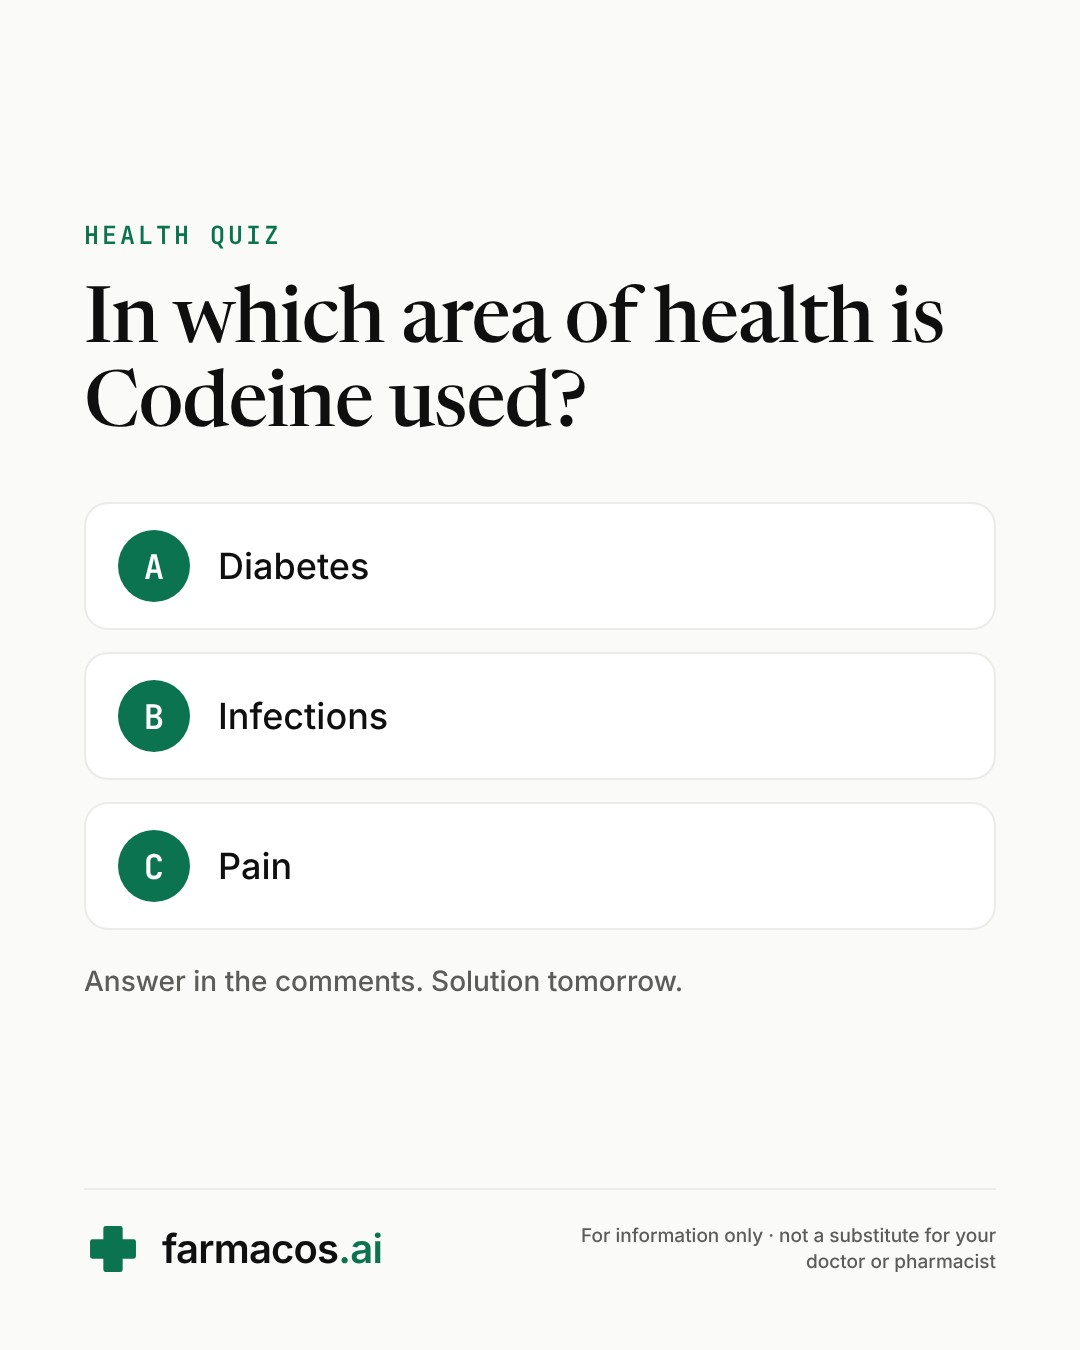 HEALTH QUIZ
In which area of health is
Codeine used?
A Diabetes
B Infections
C Pain
Answer in the comments. Solution tomorrow.
farmacos.ai
For information only · not a substitute for your
doctor or pharmacist